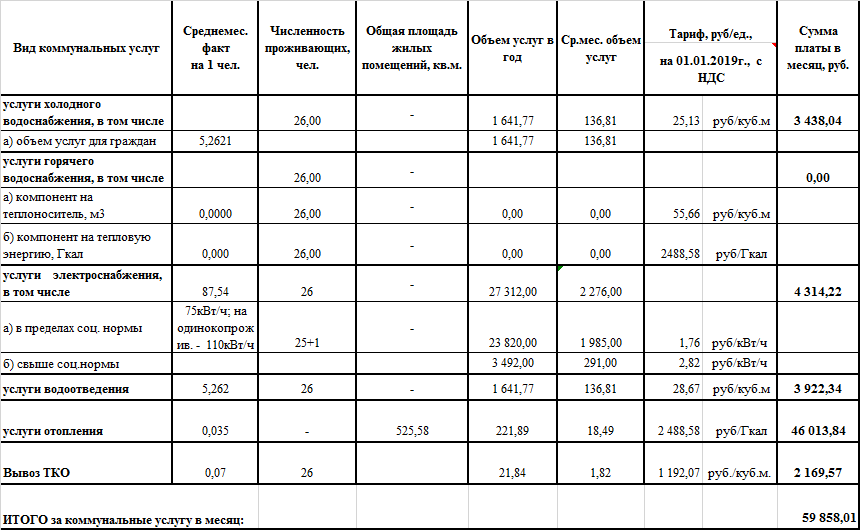 Вид коммунальных услуг
Среднемес.
факт
на 1 чел.
Численность
проживающих,
чел.
Общая площадь
жилых
помещений, кв.м.
Объем услуг в
год
Ср.мес. объем
услуг
Тариф, руб/ед.,
на 01.01.2019г., с
НДС
Сумма
платы в
месяц, руб.
услуги холодного
водоснабжения, в том числе
26,00 - 1 641,77 136,81 25,13 руб/куб.м 3 438,04
а) объем услуг для граждан 5,2621 1 641,77 136,81
услуги горячего
водоснабжения, в том числе
26,00 - 0,00
а) компонент на
теплоноситель, м3
0,0000 26,00 - 0,00 0,00 55,66 руб/куб.м
б) компонент на тепловую
энергию, Гкал
0,000 26,00 - 0,00 0,00 2488,58 руб/Гкал
услуги электроснабжения,
в том числе
87,54 26 - 27 312,00 2 276,00 4 314,22
а) в пределах соц. нормы
75кВт/ч; на
одинокопрож
ив. - 110кВт/ч
25+1 - 23 820,00 1 985,00 1,76 руб/кВт/ч
б) свыше соц.нормы 3 492,00 291,00 2,82 руб/кВт/ч
услуги водоотведения 5,262 26 - 1 641,77 136,81 28,67 руб/куб.м 3 922,34
услуги отопления 0,035 - 525,58 221,89 18,49 2 488,58 руб/Гкал 46 013,84
Вывоз ТКО 0,07 26 21,84 1,82 1 192,07 руб./куб.м. 2 169,57
ИТОГО за коммунальные услугу в месяц: 59 858,01